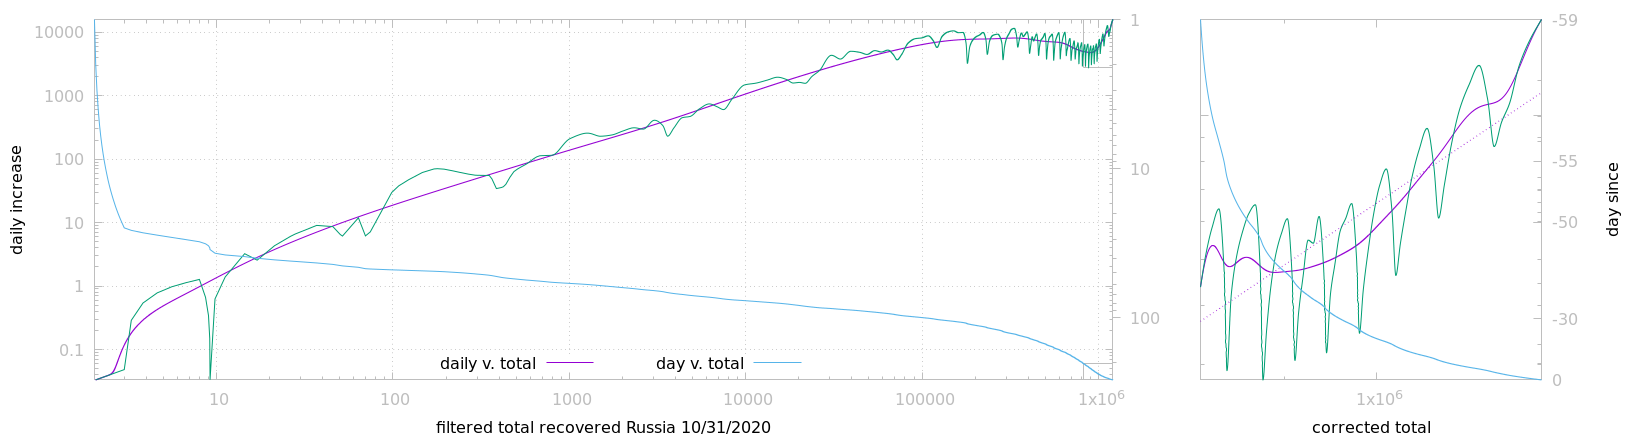 10000
1000
100
10
1
0.1
daily increase
10
100
1000
10000
100000
1x10^6
1
10
100
daily v. total
day v. total
filtered total recovered Russia 10/31/2020
-59
-55
-50
-30
0
day since
1x10^6
corrected total